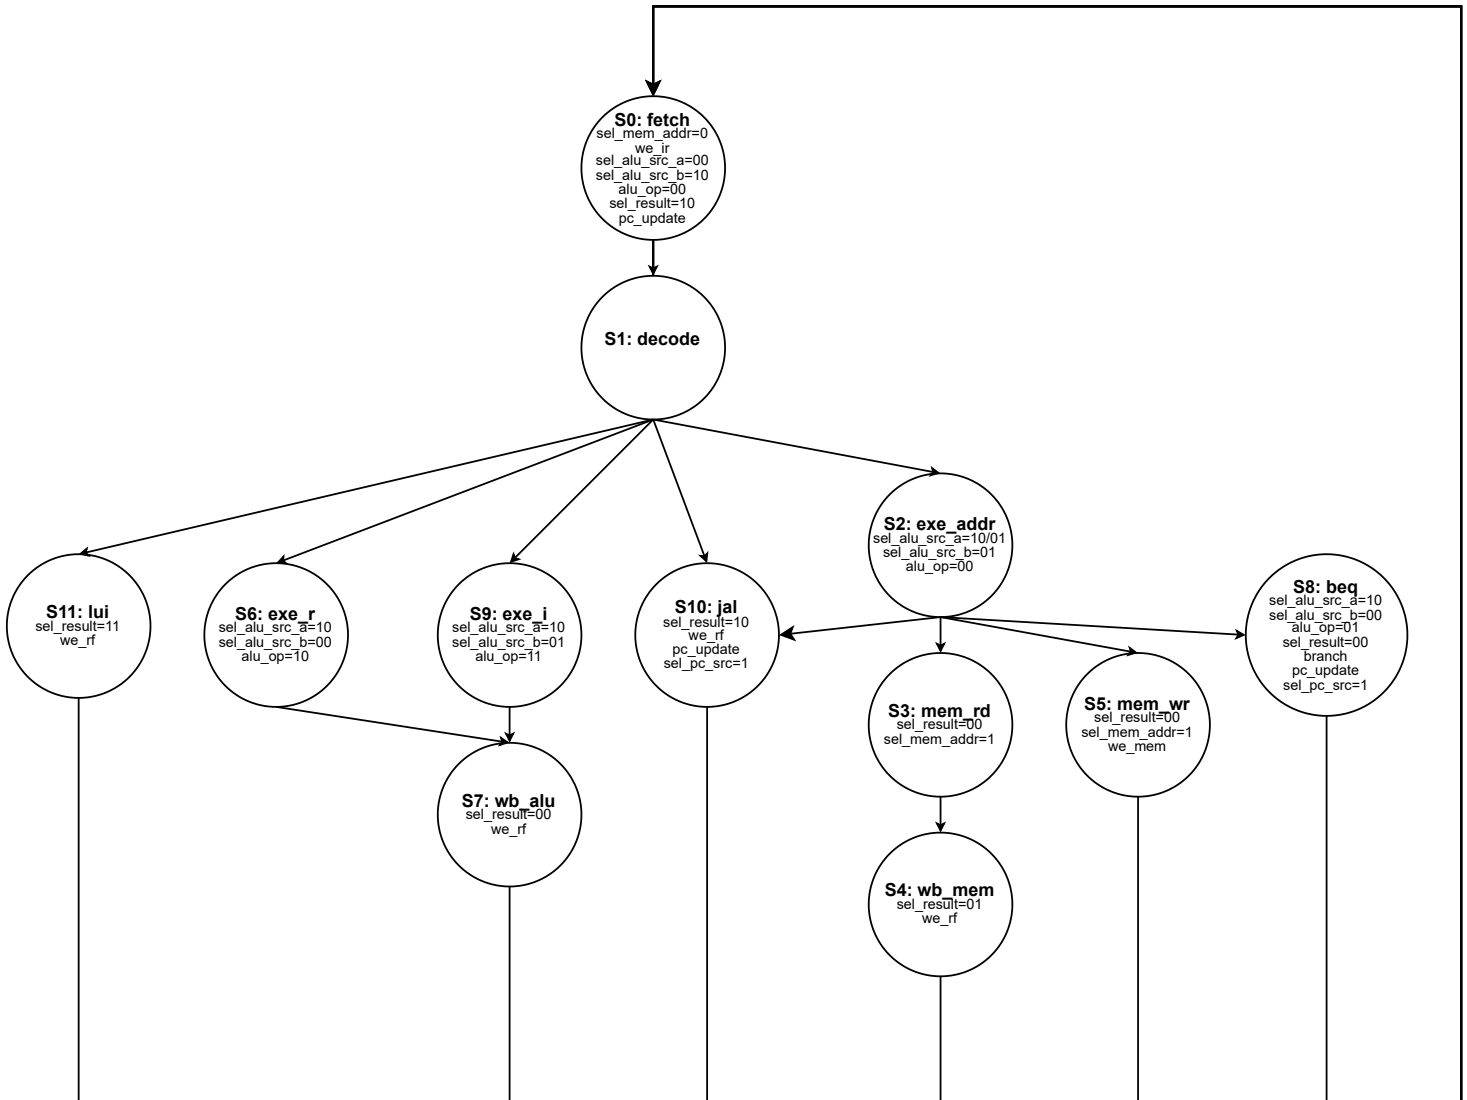 S0: fetch
sel_mem_addr=0
we_ir
sel_alu_src_a=00
sel_alu_src_b=10
alu_op=00
sel_result=10
pc_update
S1: decode
S11: lui
sel_result=11
we_rf
S6: exe_r
sel_alu_src_a=10
sel_alu_src_b=00
alu_op=10
S9: exe_i
sel_alu_src_a=10
sel_alu_src_b=01
alu_op=11
S10: jal
sel_result=10
we_rf
pc_update
sel_pc_src=1
S2: exe_addr
sel_alu_src_a=10/01
sel_alu_src_b=01
alu_op=00
S8: beq
sel_alu_src_a=10
sel_alu_src_b=00
alu_op=01
sel_result=00
branch
pc_update
sel_pc_src=1
S3: mem_rd
sel_result=00
sel_mem_addr=1
S5: mem_wr
sel_result=00
sel_mem_addr=1
we_mem
S7: wb_alu
sel_result=00
we_rf
S4: wb_mem
sel_result=01
we_rf